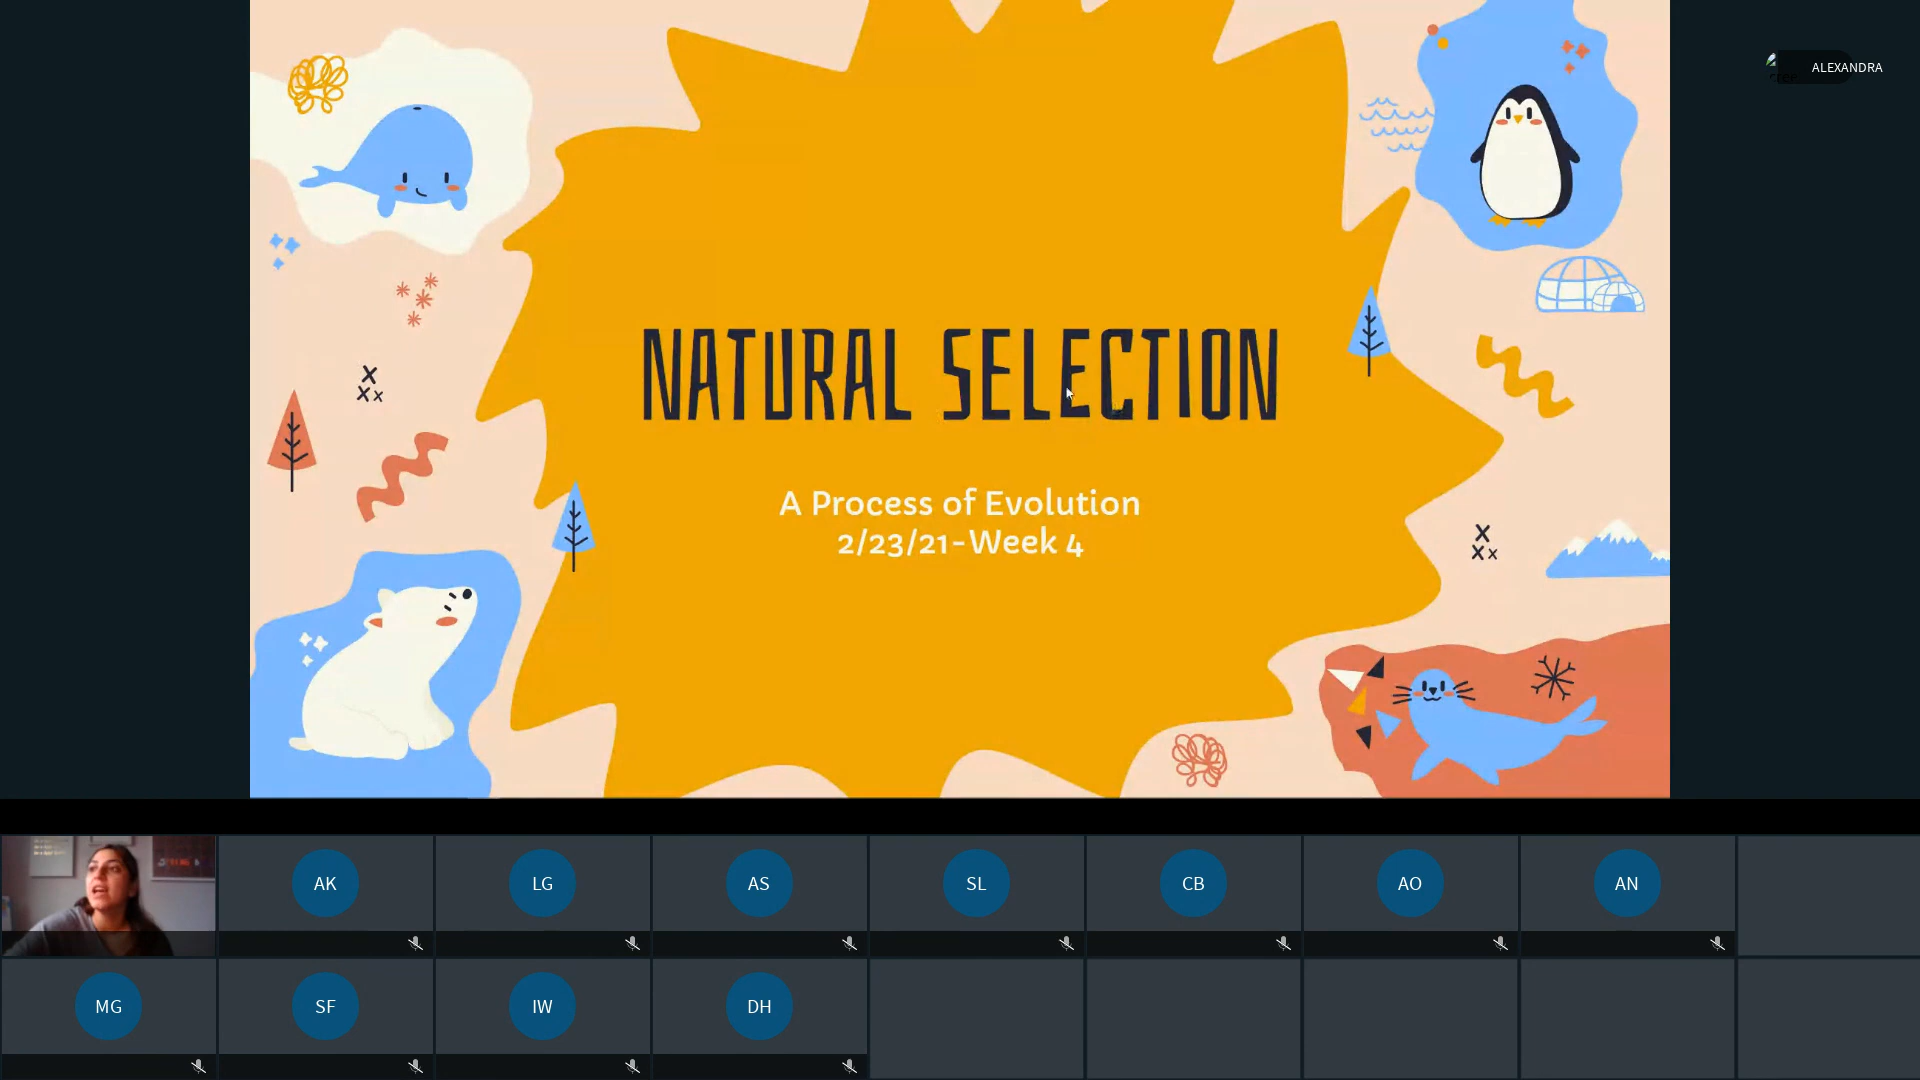 ALEXANDRA
NATURAL SELECTION
A Process of Evolution
2/23/21-Week 4
AK
LG
AS
SL
CB
AO
AN
MG
SF
IW
DH